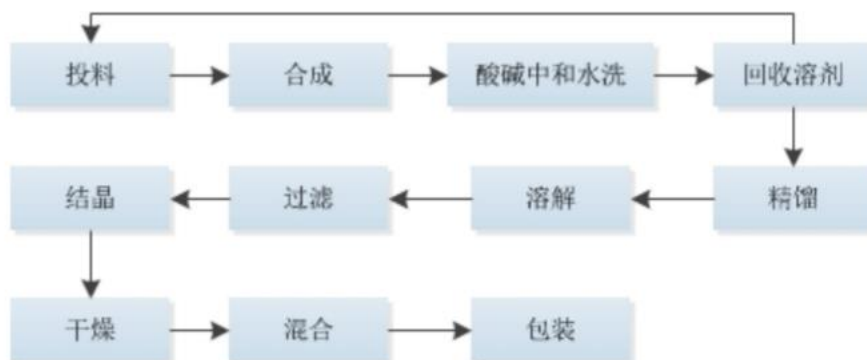 投料
合成
酸碱中和水洗
回收溶剂
结晶
过滤
溶解
精馏
干燥
混合
包装